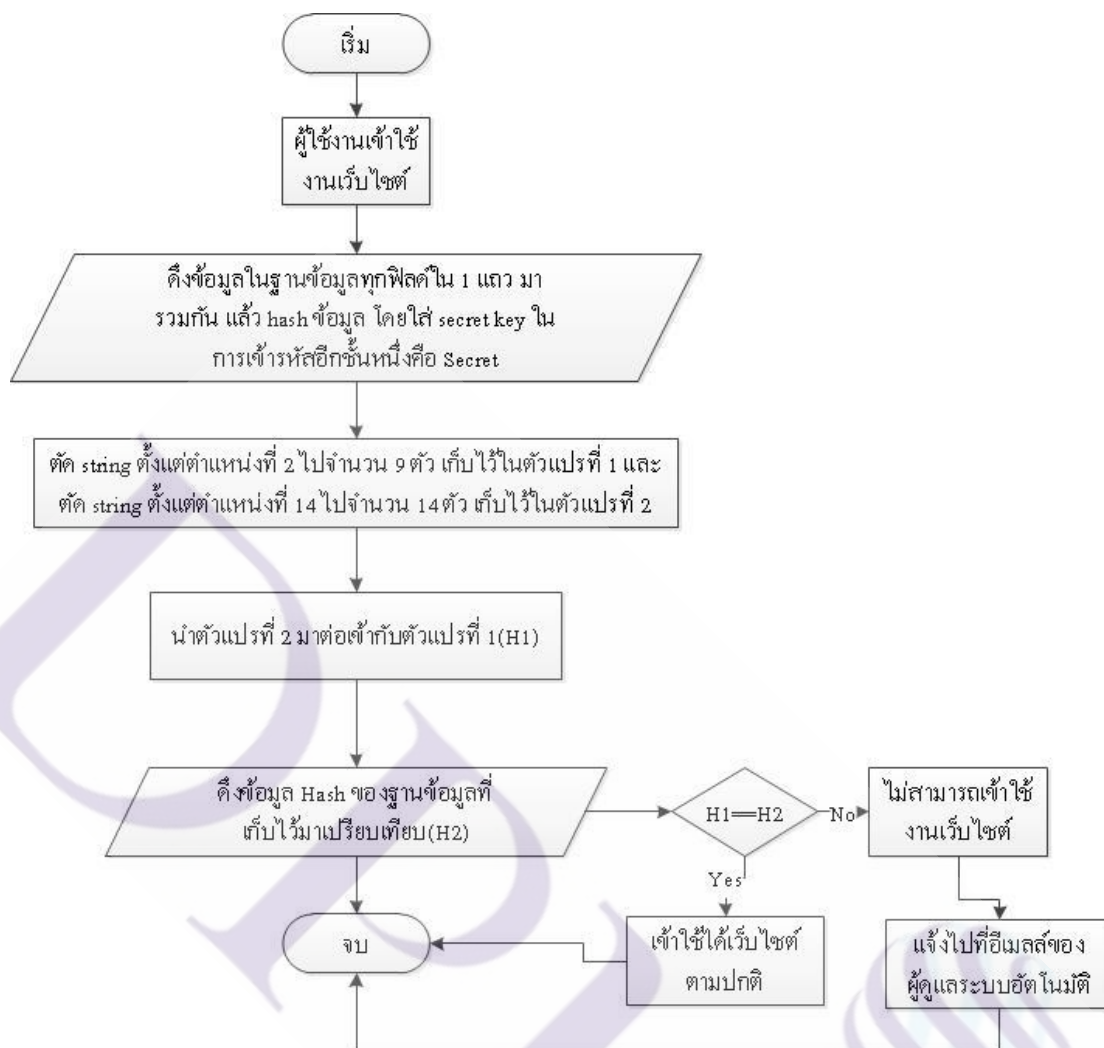 เริ่ม
ผู้ใช้งานเข้าใช้
งานเว็บไซต์
ดึงข้อมูลในฐานข้อมูลทุกฟิลด์ใน 1 แถว มา
รวมกัน แล้ว hash ข้อมูล โดยใส่ secret key ใน
การเข้ารหัสอีกชั้นหนึ่งคือ Secret
ตัด string ตั้งแต่ตำแหน่งที่ 2 ไปจำนวน 9 ตัว เก็บไว้ในตัวแปรที่ 1 และ
ตัด string ตั้งแต่ตำแหน่งที่ 14 ไปจำนวน 14 ตัว เก็บไว้ในตัวแปรที่ 2
นำตัวแปรที่ 2 มาต่อเข้ากับตัวแปรที่ 1(H1)
ดึงข้อมูล Hash ของฐานข้อมูลที่
เก็บไว้มาเปรียบเทียบ(H2)
H1==H2
No
ไม่สามารถเข้าใช้
งานเว็บไซต์
Yes
จบ
เข้าใช้ได้เว็บไซต์
ตามปกติ
แจ้งไปที่อีเมลล์ของ
ผู้ดูแลระบบอัตโนมัติ